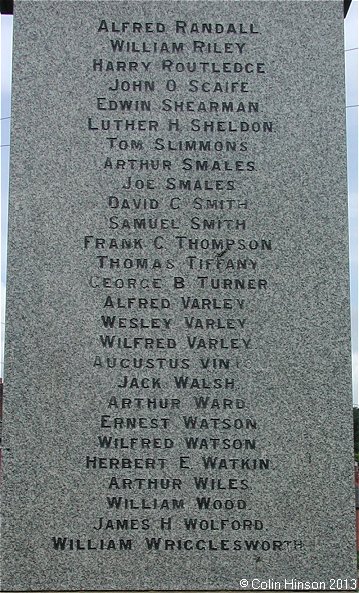 ALFRED RANDALL
WILLIAM RILEY
HARRY ROUTLEDGE
JOHN O SCAIFE
EDWIN SHEARMAN
LUTHER H SHELDON
TOM SLIMMONS
ARTHUR SMALES
JOE SMALES
DAVID C SMITH
SAMUEL SMITH
FRANK C THOMPSON
THOMAS TIFFANY
GEORGE B TURNER
ALFRED VARLEY
WESLEY VARLEY
WILFRED VARLEY
AUGUSTUS
JACK WALSH
ARTHUR WARD
ERNEST WATSON
WILFRED WATSON
HERBERT E WATKIN
ARTHUR WILES
WILLIAM WOOD
JAMES H WOLFORD
WILLIAM WRIGGLESWORTH
©Colin Hinson 2013